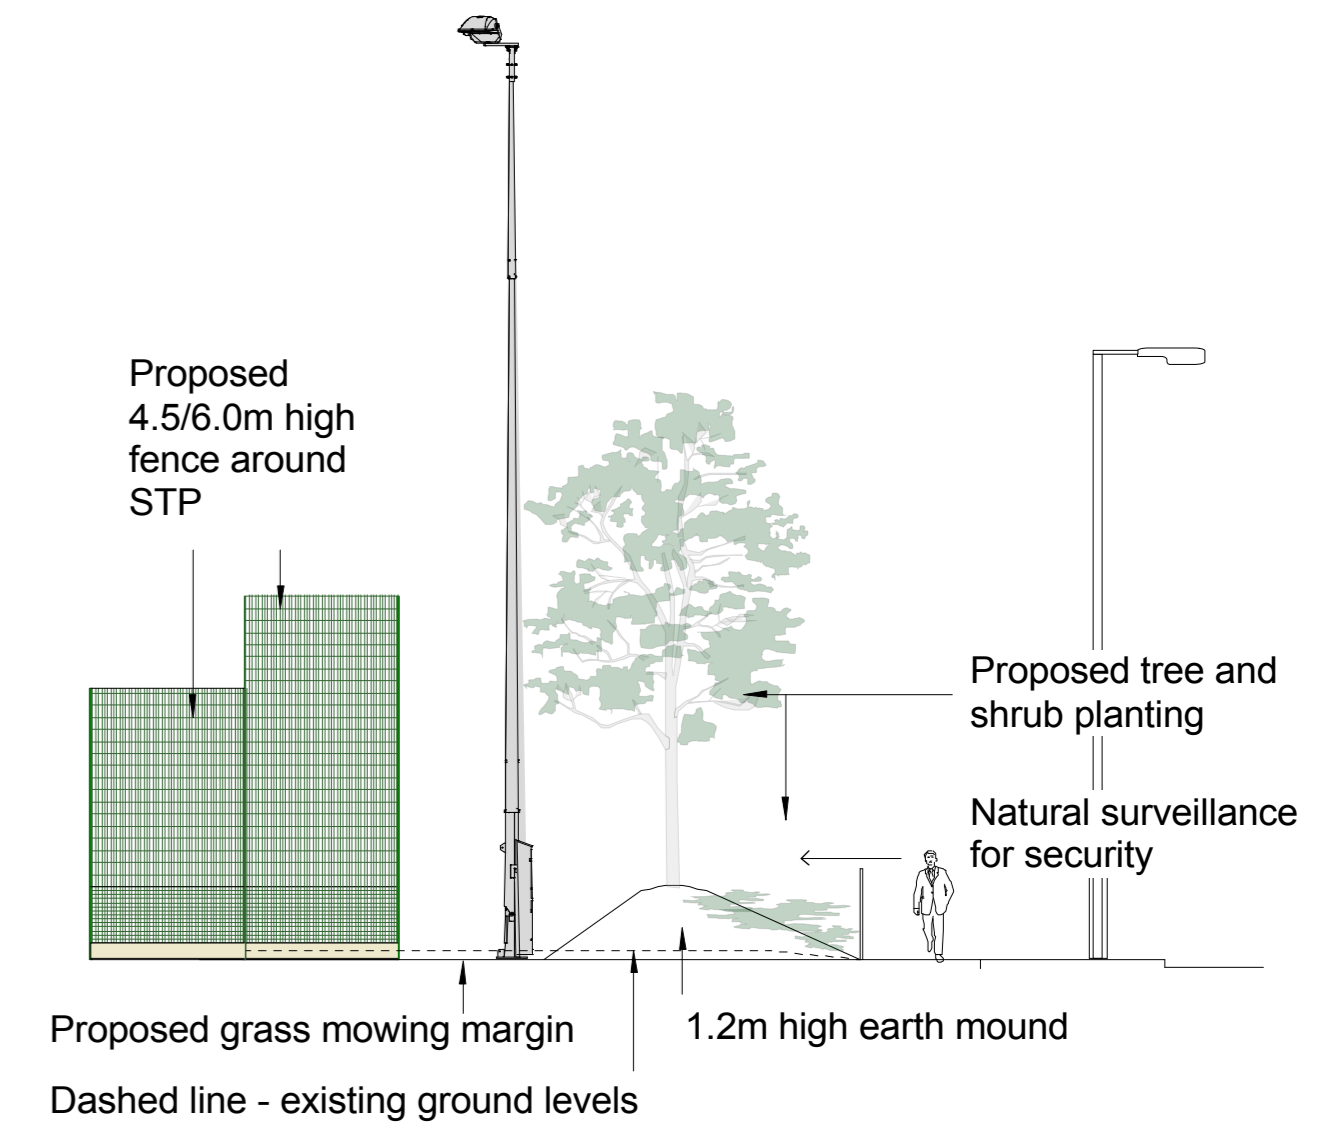 Proposed
4.5/6.0m high
fence around
STP
Proposed tree and
shrub planting
Natural surveillance
for security
Proposed grass mowing margin
1.2m high earth mound
Dashed line - existing ground levels